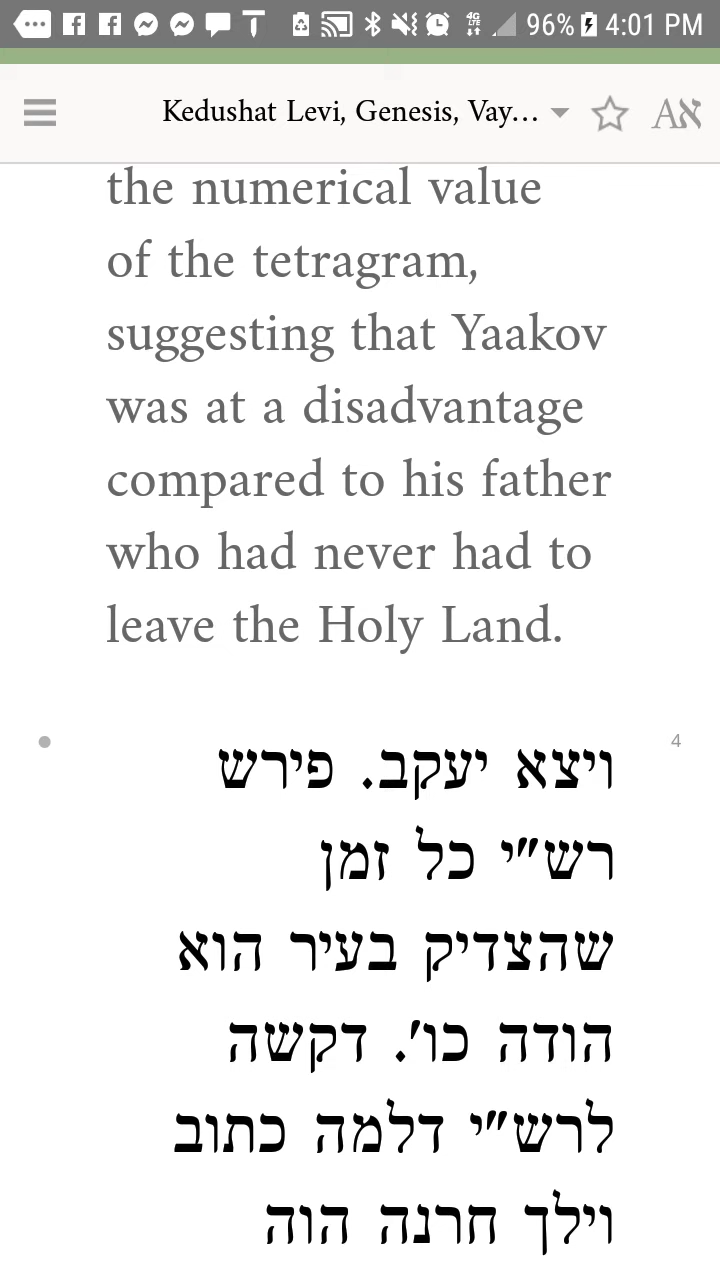 96% 4:01 PM
Kedushat Levi, Genesis, Vay... Aא
the numerical value
of the tetragram,
suggesting that Yaakov
was at a disadvantage
compared to his father
who had never had to
leave the Holy Land.
4
ויצא יעקב. פירש
רש"י כל זמן
שהצדיק בעיר הוא
הודה כו'. דקשה
לרש"י דלמה כתוב
וילך חרנה הוה